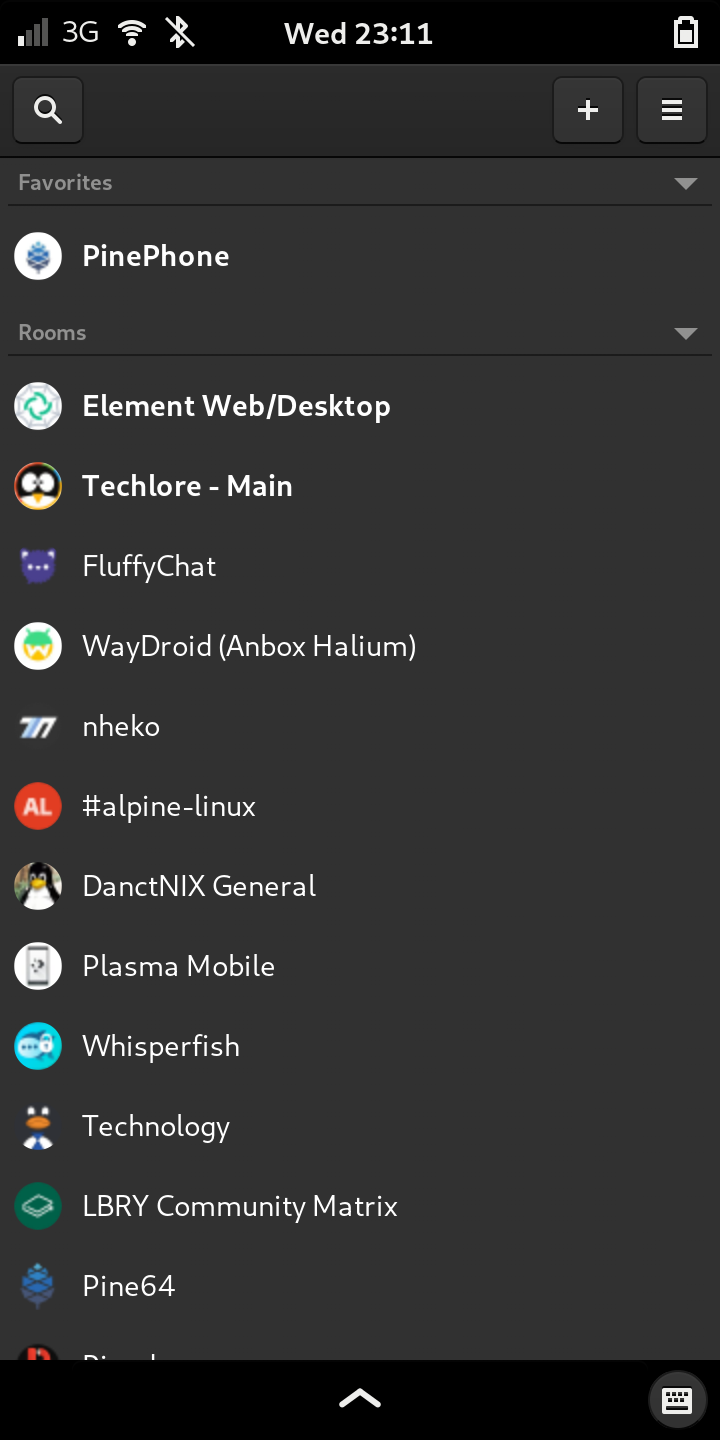 3G Wed 23:11
Favorites
PinePhone
Rooms
Element Web/Desktop
Techlore - Main
FluffyChat
WayDroid (Anbox Halium)
nheko
AL #alpine-linux
DanctNIX General
Plasma Mobile
Whisperfish
Technology
LBRY Community Matrix
Pine64